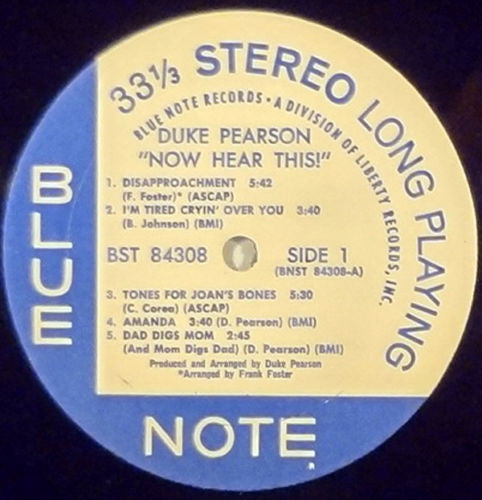 33⅓ STEREO LONG PLAYING
BLUE NOTE RECORDS • A DIVISION OF LIBERTY RECORDS, INC.
DUKE PEARSON
"NOW HEAR THIS!"
1. DISAPPROACHMENT 5:42
(F. Foster)* (ASCAP)
2. I'M TIRED CRYIN' OVER YOU 3:40
(B. Johnson) (BMI)
BST 84308 SIDE 1
(BNST 84308-A)
3. TONES FOR JOAN'S BONES 5:30
(C. Corea) (ASCAP)
4. AMANDA 3:40 (D. Pearson) (BMI)
5. DAD DIGS MOM 2:45
(And Mom Digs Dad) (D. Pearson) (BMI)
Produced and Arranged by Duke Pearson
*Arranged by Frank Foster
BLUE
NOTE